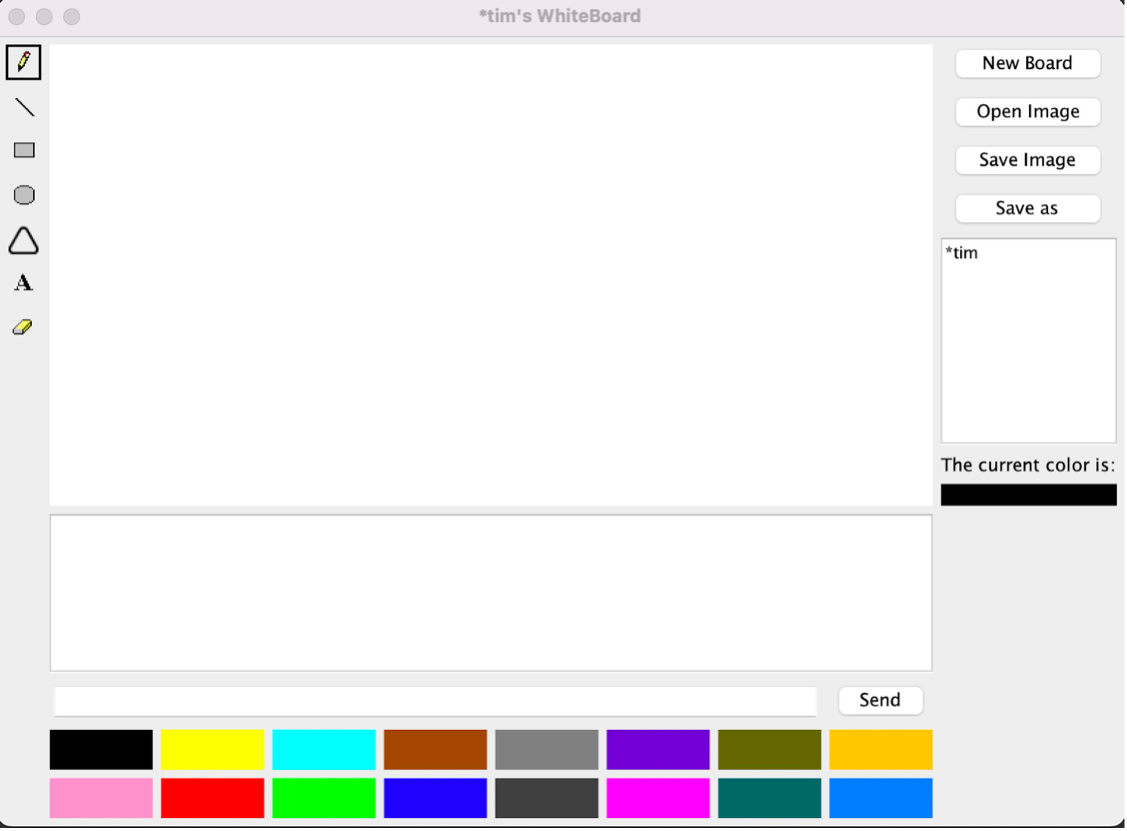 *tim's WhiteBoard
New Board
Open Image
Save Image
Save as
*tim
A
The current color is:
Send